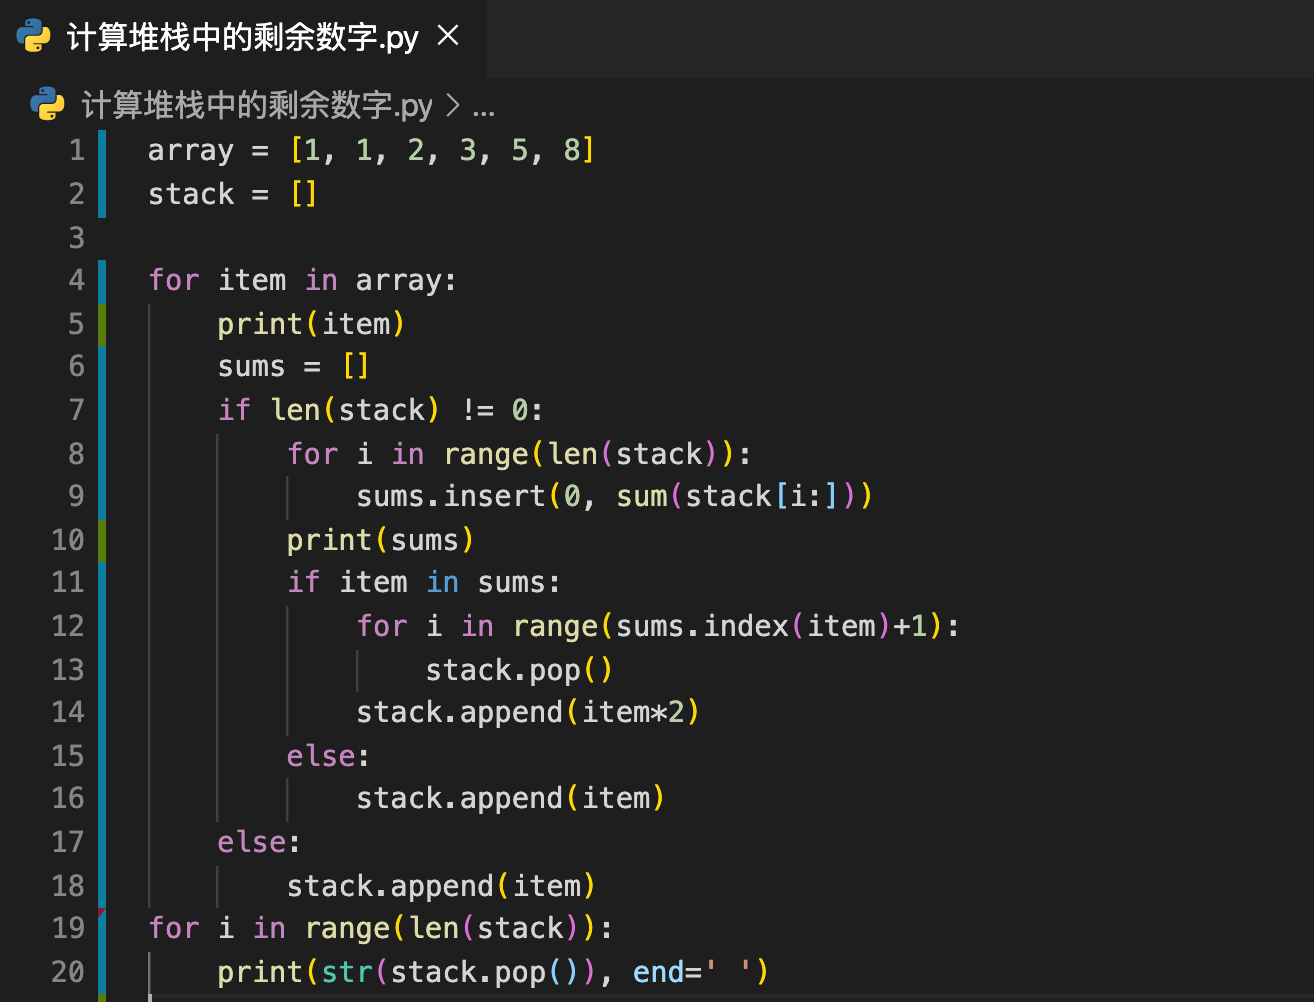 计算堆栈中的剩余数字.py ×
计算堆栈中的剩余数字.py > ...
1 array = [1, 1, 2, 3, 5, 8]
2 stack = []
3
4 for item in array:
5     print(item)
6     sums = []
7     if len(stack) != 0:
8         for i in range(len(stack)):
9             sums.insert(0, sum(stack[i:]))
10         print(sums)
11         if item in sums:
12             for i in range(sums.index(item)+1):
13                 stack.pop()
14             stack.append(item*2)
15         else:
16             stack.append(item)
17     else:
18         stack.append(item)
19 for i in range(len(stack)):
20     print(str(stack.pop()), end=' ')